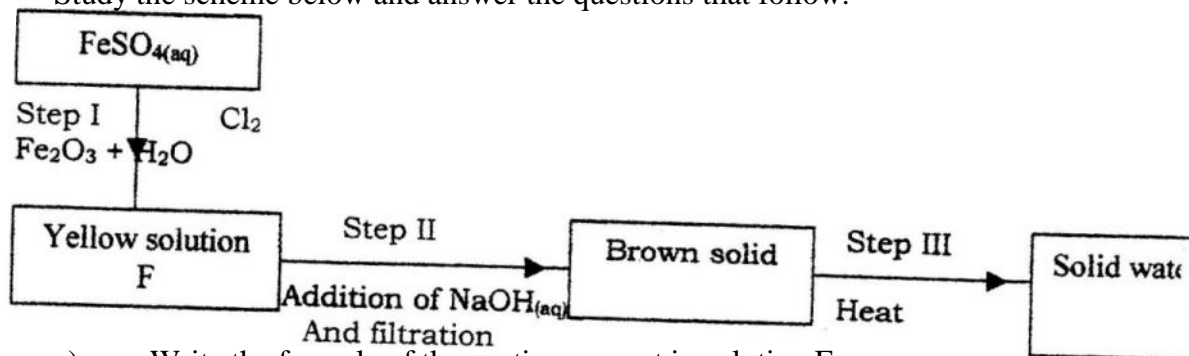 Study the scheme below and answer the questions that follow.
FeSO₄(aq)
Step I Cl₂
Fe₂O₃ + H₂O
Yellow solution
F
Step II
Addition of NaOH(aq)
And filtration
Brown solid
Step III
Heat
Solid
Write the formula of the cation present in solution F